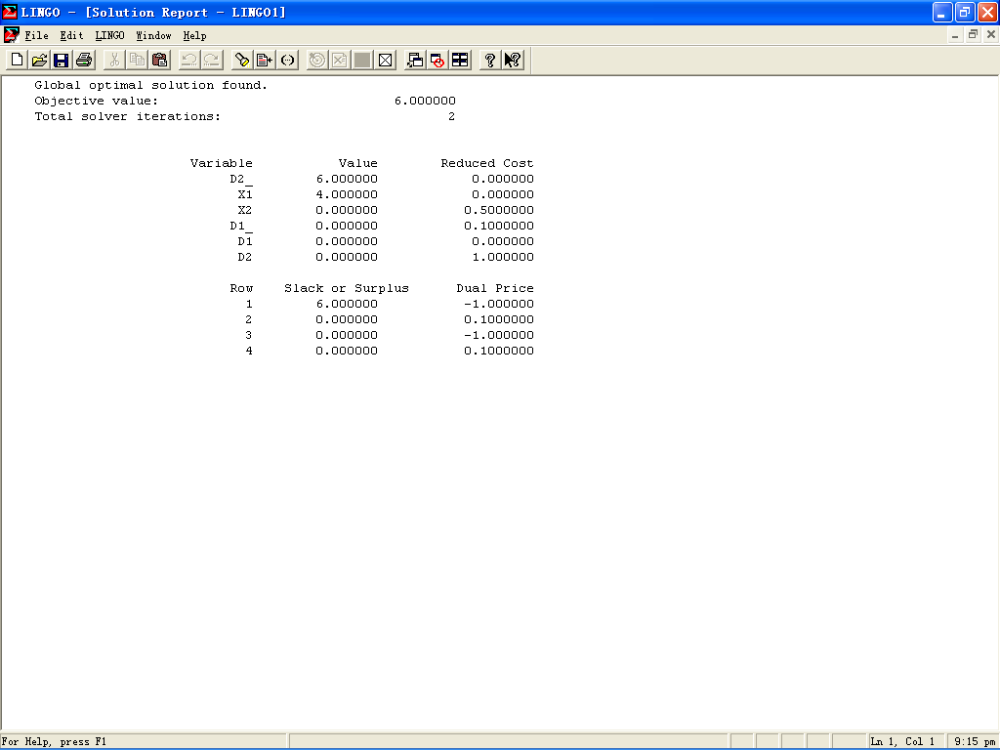 LINGO - [Solution Report - LINGO1]
File Edit LINGO Window Help
Global optimal solution found.
Objective value: 6.000000
Total solver iterations: 2
Variable Value Reduced Cost
D2_ 6.000000 0.000000
X1 4.000000 0.000000
X2 0.000000 0.5000000
D1_ 0.000000 0.1000000
D1 0.000000 0.000000
D2 0.000000 1.000000
Row Slack or Surplus Dual Price
1 6.000000 -1.000000
2 0.000000 0.1000000
3 0.000000 -1.000000
4 0.000000 0.1000000
For Help, press F1 Ln 1, Col 1 9:15 pm